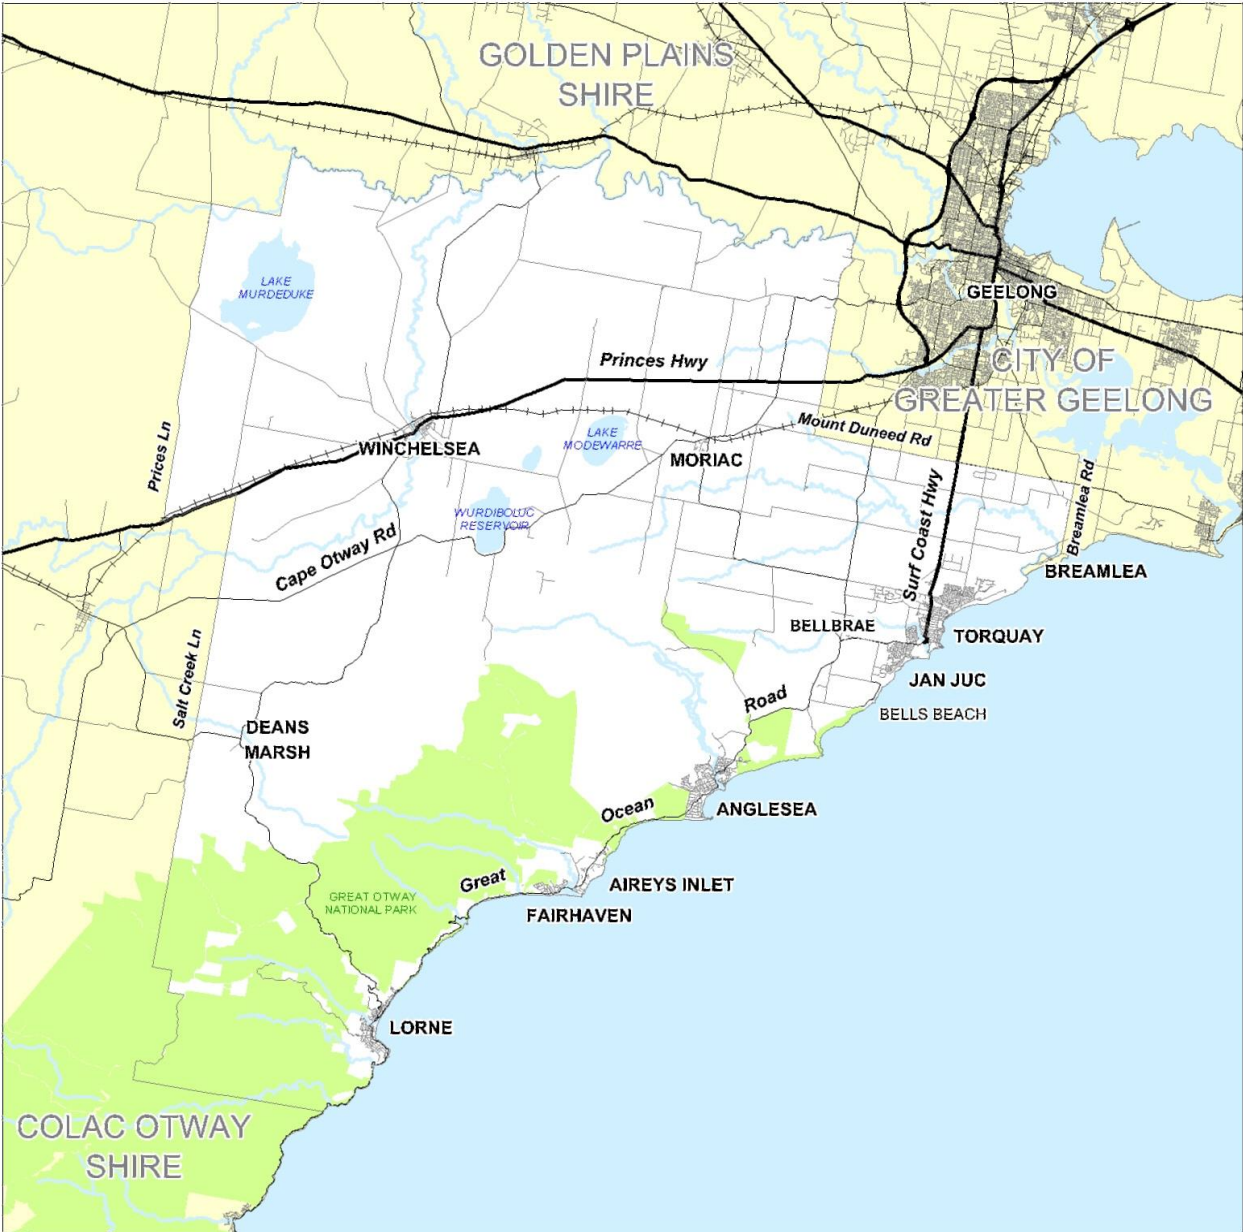 GOLDEN PLAINS
SHIRE
LAKE
MURDEDUKE
GEELONG
CITY OF
GREATER GEELONG
Princes Hwy
Mount Duneed Rd
LAKE
MODEWARRE
WINCHELSEA
MORIAC
Prices Ln
WURDIBOLUC
RESERVOIR
Surf Coast Hwy
Breamlea Rd
Cape Otway Rd
BREAMLEA
BELLBRAE
TORQUAY
Salt Creek Ln
JAN JUC
Road
BELLS BEACH
DEANS
MARSH
Ocean
ANGLESEA
Great
AIREYS INLET
GREAT OTWAY
NATIONAL PARK
FAIRHAVEN
LORNE
COLAC OTWAY
SHIRE